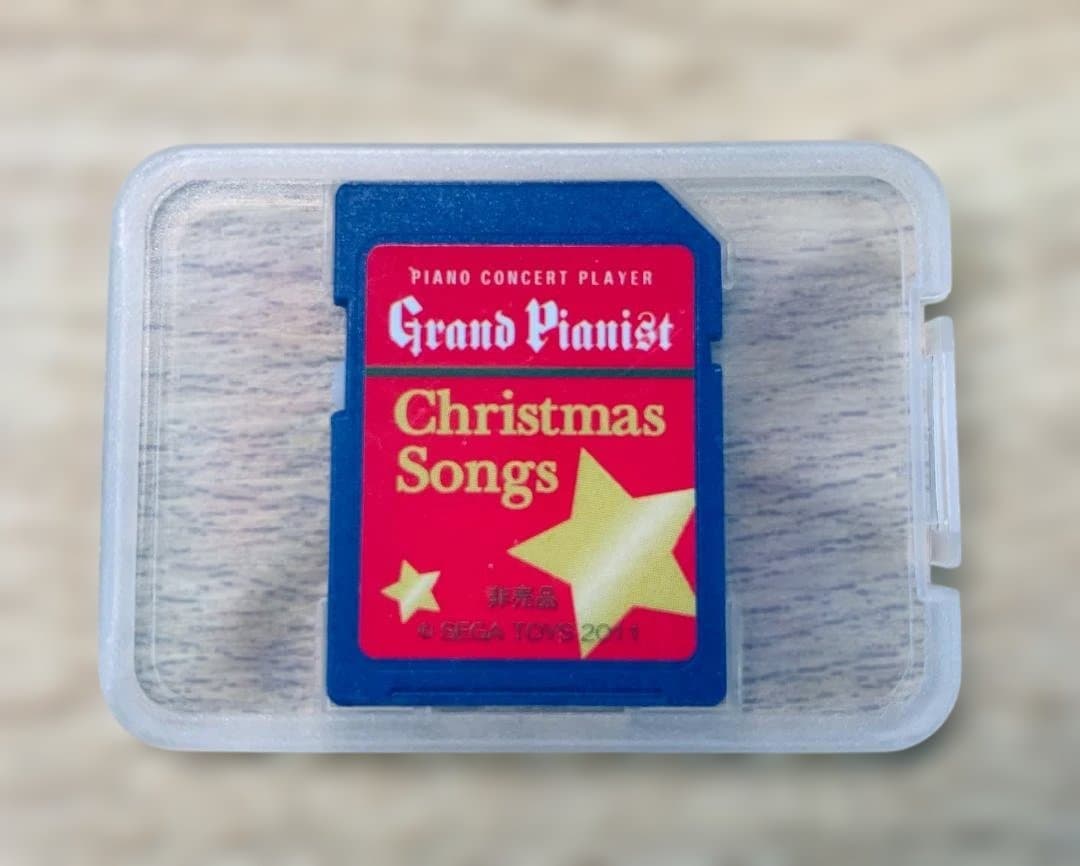 PIANO CONCERT PLAYER
Grand Pianist
Christmas
Songs
非売品
© SEGA TOYS 2011